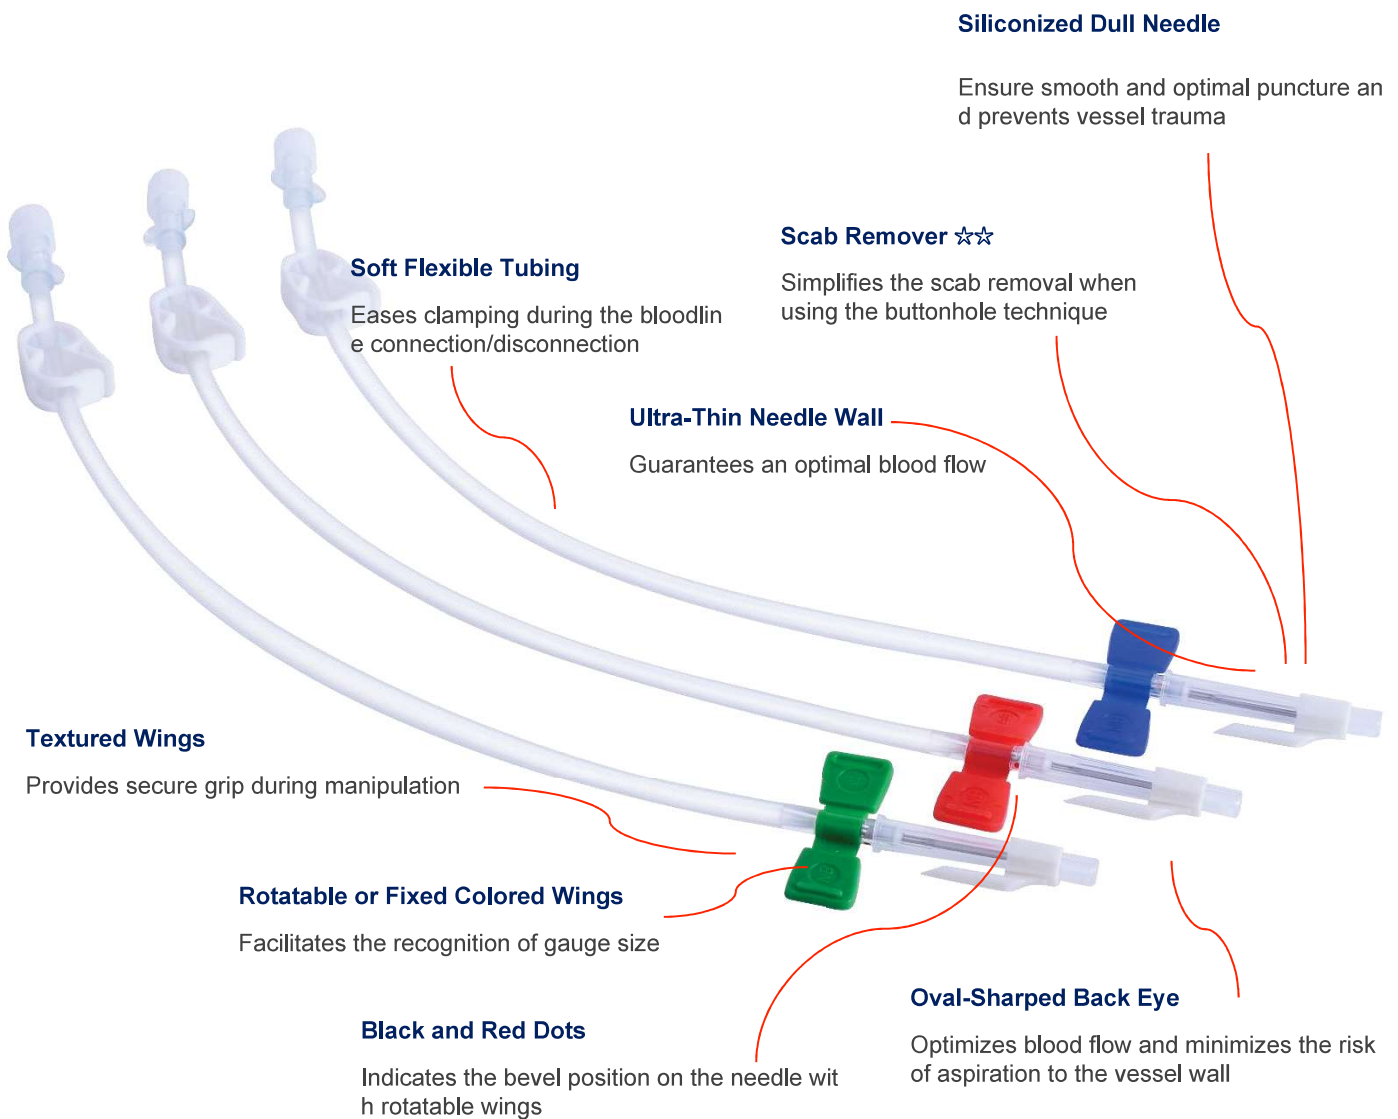 Siliconized Dull Needle
Ensure smooth and optimal puncture an
d prevents vessel trauma
Scab Remover ☆☆
Simplifies the scab removal when
using the buttonhole technique
Soft Flexible Tubing
Eases clamping during the bloodlin
e connection/disconnection
Ultra-Thin Needle Wall
Guarantees an optimal blood flow
Textured Wings
Provides secure grip during manipulation
Rotatable or Fixed Colored Wings
Facilitates the recognition of gauge size
Black and Red Dots
Indicates the bevel position on the needle wit
h rotatable wings
Oval-Sharped Back Eye
Optimizes blood flow and minimizes the risk
of aspiration to the vessel wall